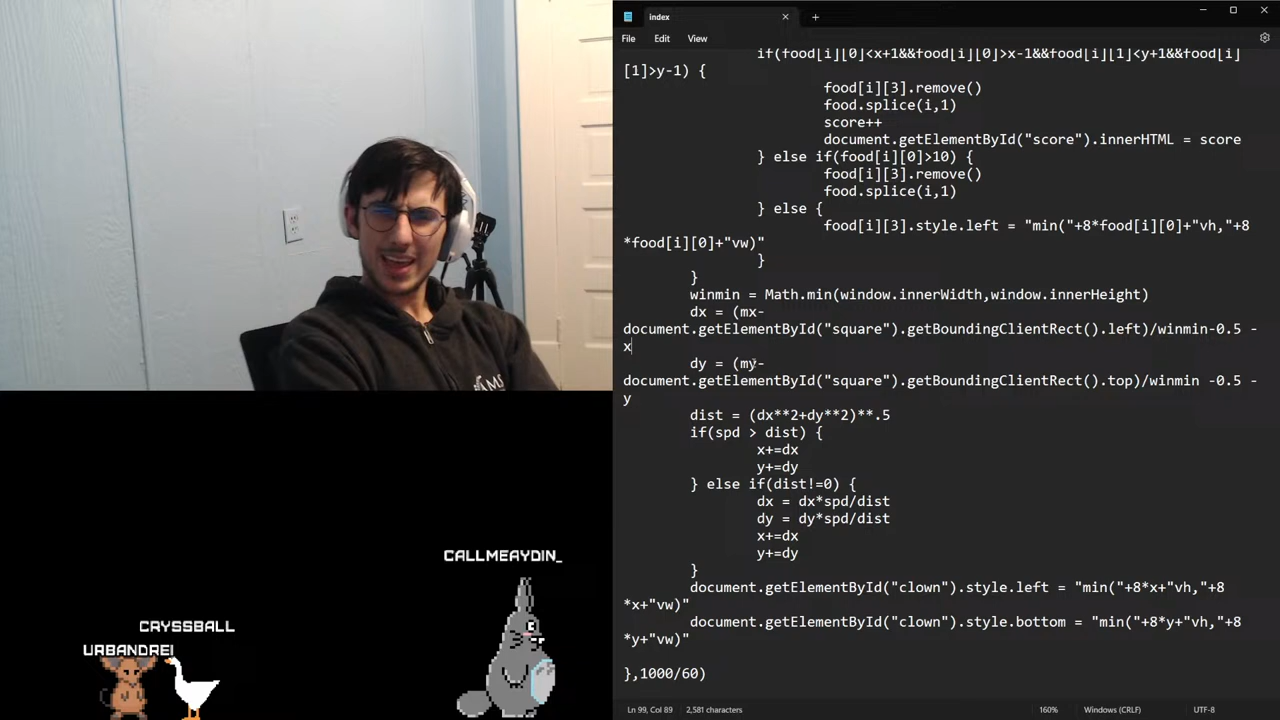 index
File Edit View
if(food[i][0]<x+1&&food[i][0]>x-1&&food[i][1]<y+1&&food[i]
[1]>y-1) {
food[i][3].remove()
food.splice(i,1)
score++
document.getElementById("score").innerHTML = score
} else if(food[i][0]>10) {
food[i][3].remove()
food.splice(i,1)
} else {
food[i][3].style.left = "min("+8*food[i][0]+"vh,"+8
*food[i][0]+"vw)"
}
}
winmin = Math.min(window.innerWidth,window.innerHeight)
dx = (mx-
document.getElementById("square").getBoundingClientRect().left)/winmin-0.5 -
x
dy = (my-
document.getElementById("square").getBoundingClientRect().top)/winmin -0.5 -
y
dist = (dx**2+dy**2)**.5
if(spd > dist) {
x+=dx
y+=dy
} else if(dist!=0) {
dx = dx*spd/dist
dy = dy*spd/dist
x+=dx
y+=dy
}
document.getElementById("clown").style.left = "min("+8*x+"vh,"+8
*x+"vw)"
document.getElementById("clown").style.bottom = "min("+8*y+"vh,"+8
*y+"vw)"
},1000/60)
Ln 99, Col 89 2,581 characters 160% Windows (CRLF) UTF-8
CALLMEAYDIN_
CRYSSBALL
URBANDREI